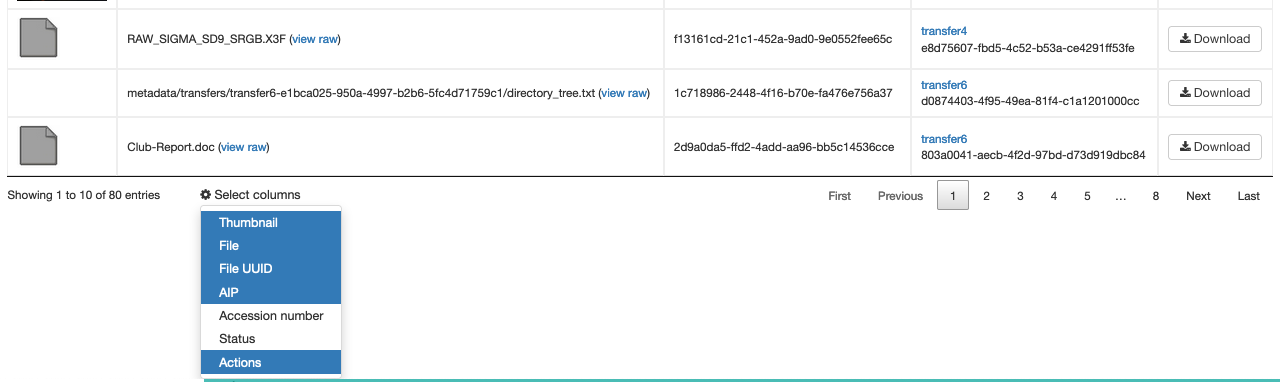 RAW_SIGMA_SD9_SRGB.X3F (view raw)
f13161cd-21c1-452a-9ad0-9e0552fee65c
transfer4
e8d75607-fbd5-4c52-b53a-ce4291ff53fe
Download
metadata/transfers/transfer6-e1bca025-950a-4997-b2b6-5fc4d71759c1/directory_tree.txt (view raw)
1c718986-2448-4f16-b70e-fa476e756a37
transfer6
d0874403-4f95-49ea-81f4-c1a1201000cc
Download
Club-Report.doc (view raw)
2d9a0da5-ffd2-4add-aa96-bb5c14536cce
transfer6
803a0041-aecb-4f2d-97bd-d73d919dbc84
Download
Showing 1 to 10 of 80 entries
Select columns
First Previous 1 2 3 4 5 … 8 Next Last
Thumbnail
File
File UUID
AIP
Accession number
Status
Actions